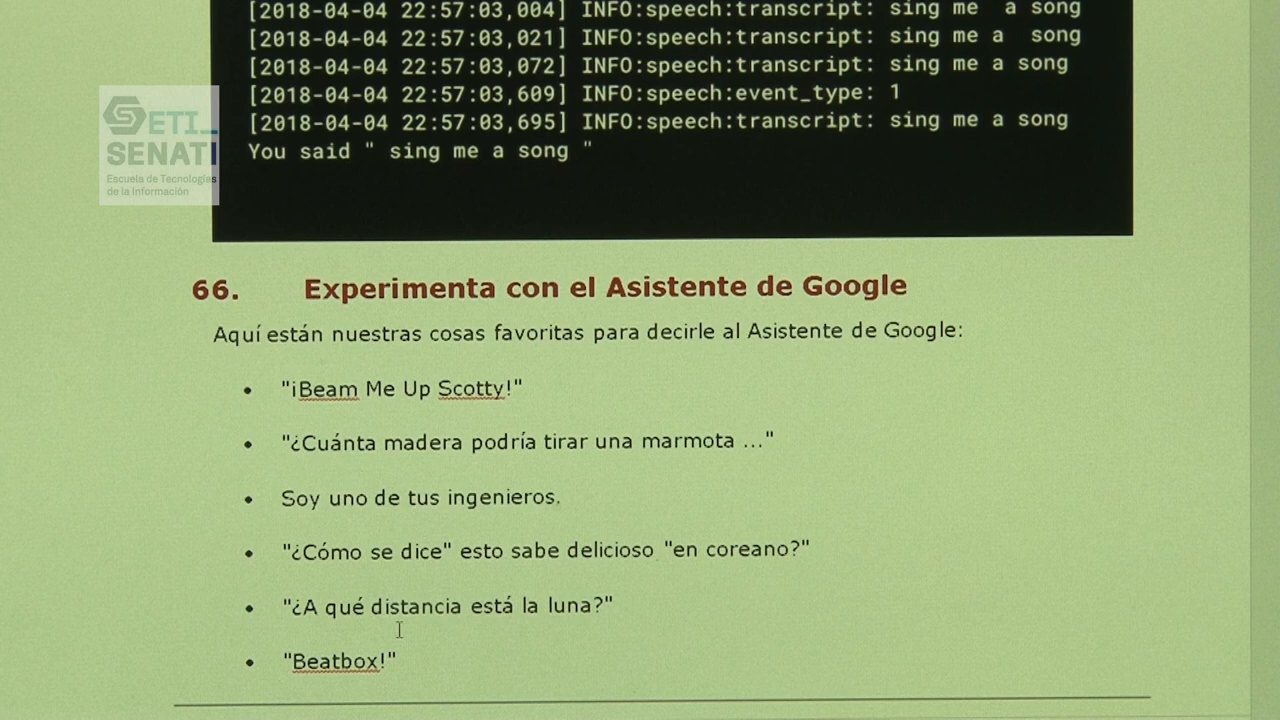 [2018-04-04 22:57:03,004] INFO:speech:transcript: sing me  a song
[2018-04-04 22:57:03,021] INFO:speech:transcript: sing me a  song
[2018-04-04 22:57:03,072] INFO:speech:transcript: sing me a song
[2018-04-04 22:57:03,609] INFO:speech:event_type: 1
[2018-04-04 22:57:03,695] INFO:speech:transcript: sing me a song
You said " sing me a song "
ETI_
SENATI
Escuela de Tecnologías
de la Información
66. Experimenta con el Asistente de Google
Aquí están nuestras cosas favoritas para decirle al Asistente de Google:
• "¡Beam Me Up Scotty!"
• "¿Cuánta madera podría tirar una marmota ..."
• Soy uno de tus ingenieros.
• "¿Cómo se dice" esto sabe delicioso "en coreano?"
• "¿A qué distancia está la luna?"
• "Beatbox!"